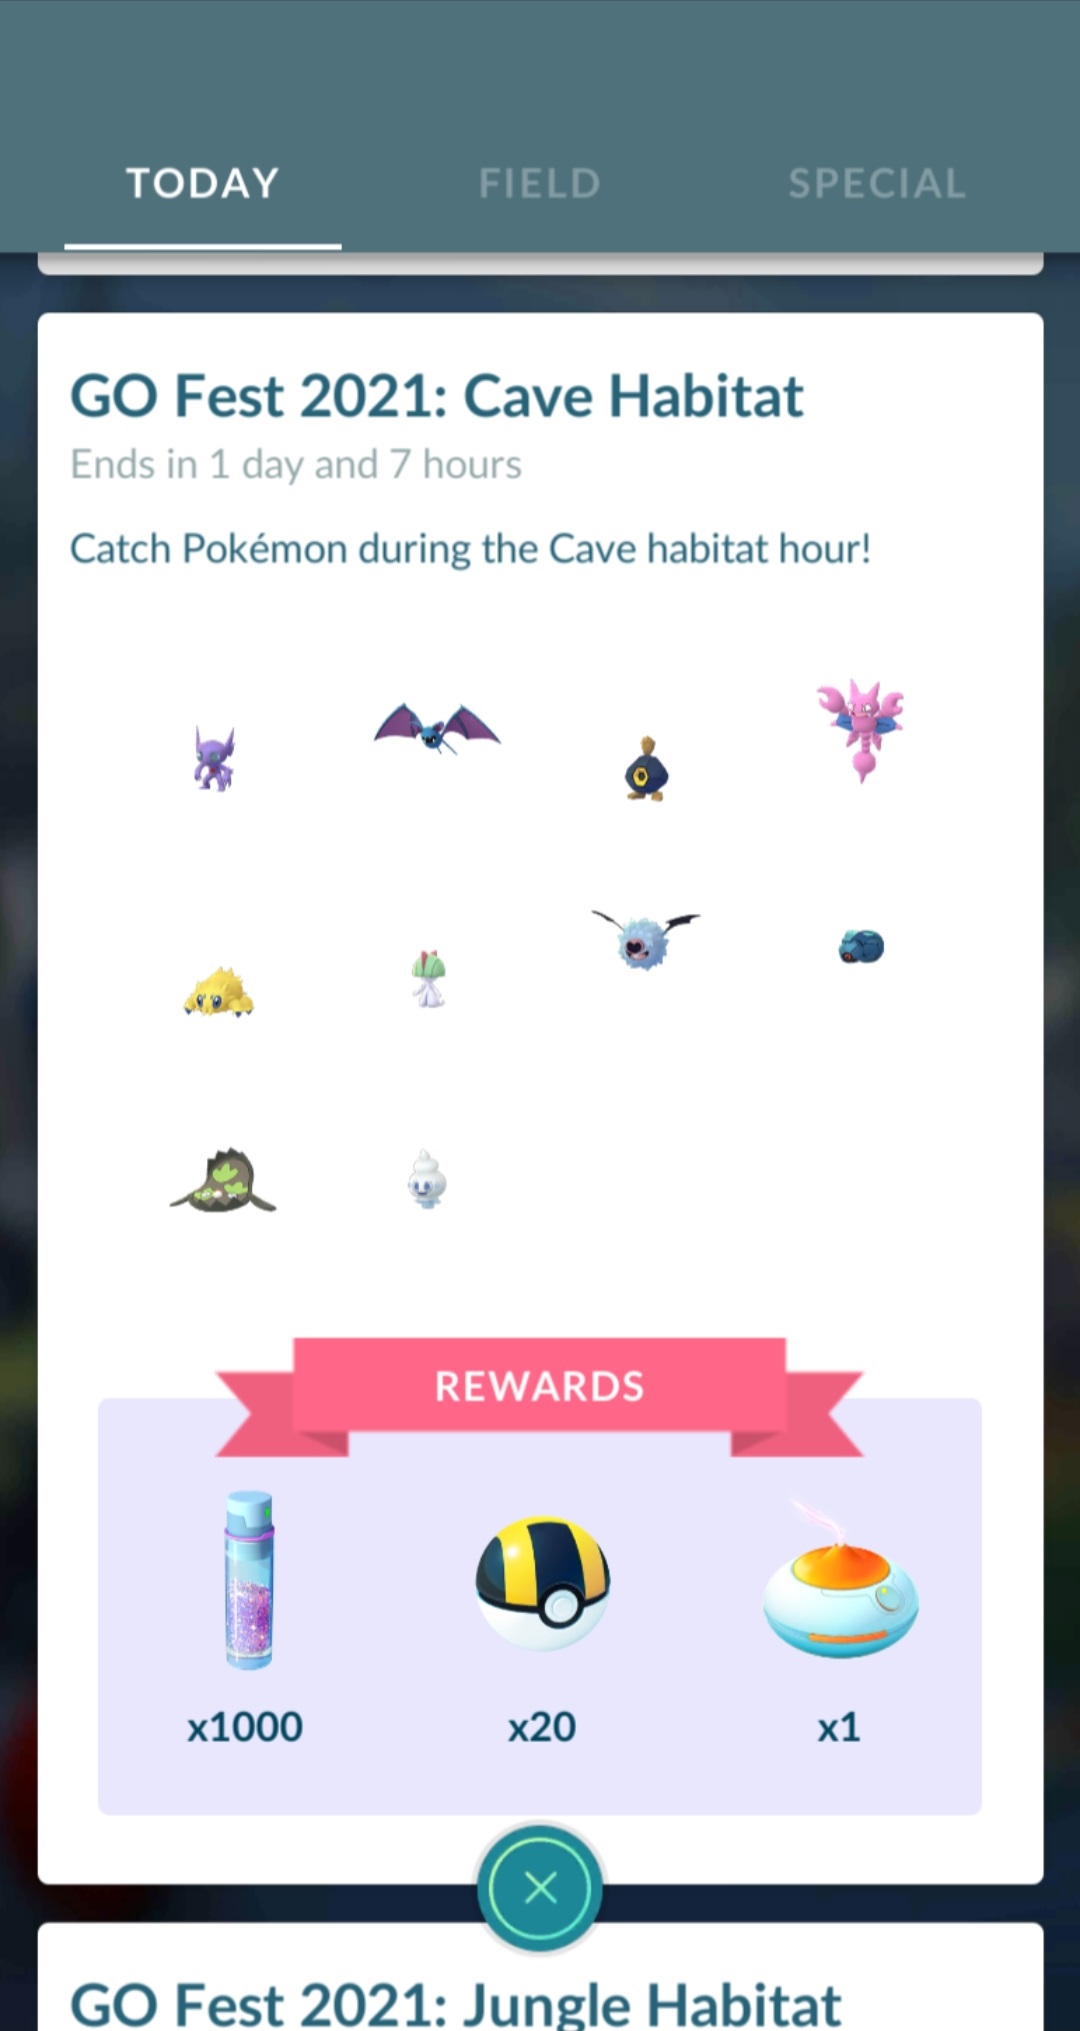 TODAY
FIELD
SPECIAL
GO Fest 2021: Cave Habitat
Ends in 1 day and 7 hours
Catch Pokémon during the Cave habitat hour!
REWARDS
x1000
x20
x1
GO Fest 2021: Jungle Habitat